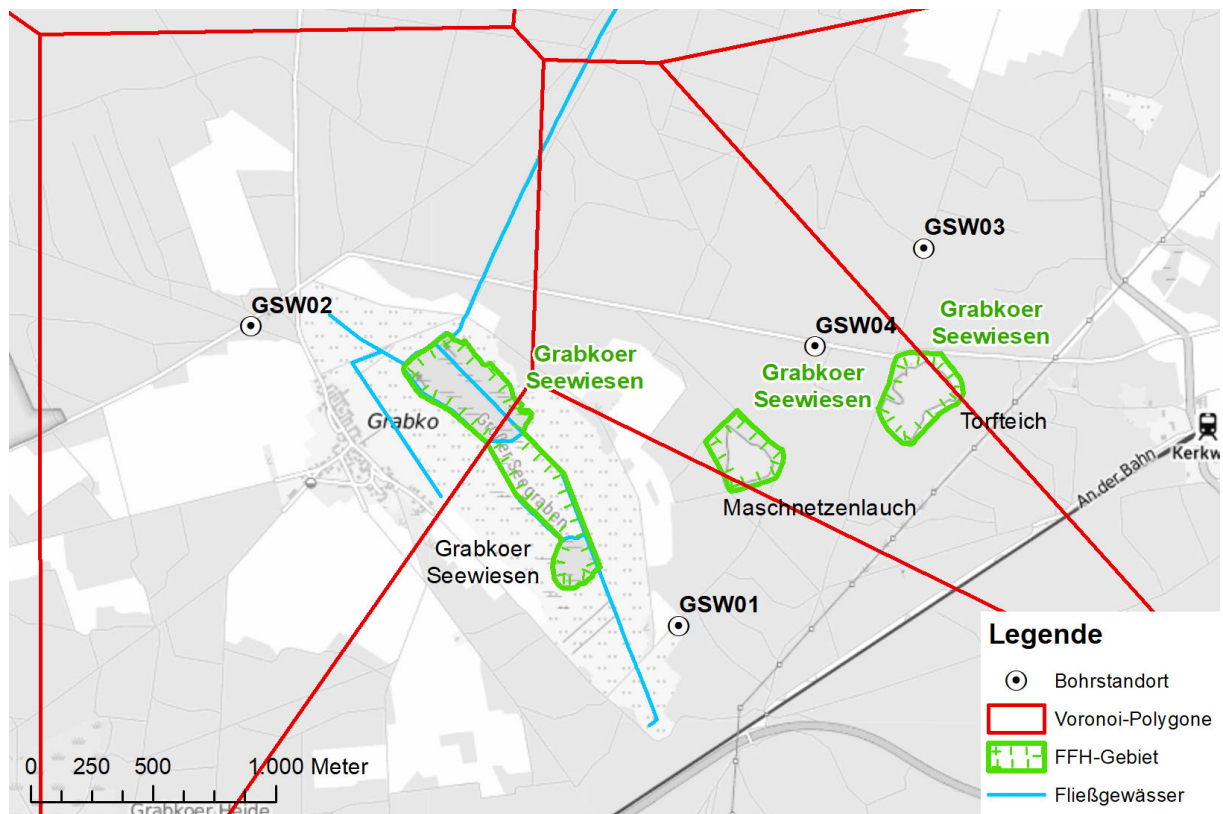 GSW03
GSW02
GSW04
Grabkoer
Seewiesen
Grabkoer
Seewiesen
Grabkoer
Seewiesen
Grabko
Torfteich
Kerkw
An der Bahn
Maschnetzenlauch
Grabkoer
Seewiesen
GSW01
Legende
Bohrstandort
Voronoi-Polygone
FFH-Gebiet
Fließgewässer
0 250 500 1.000 Meter
Grabkoer Heide